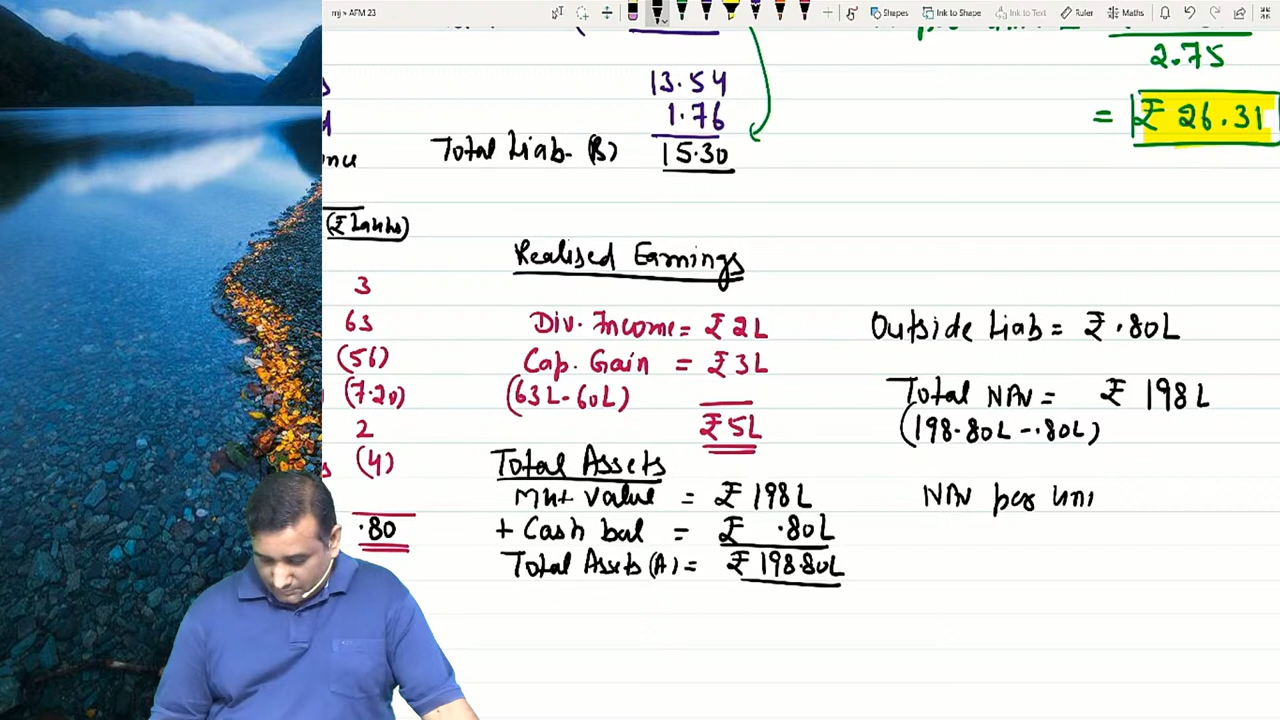 mj > AFM 23
Shapes
Ink to Shape
Ink to Text
Ruler
Maths
2.75
= ₹ 26.31
13.54
1.76
Total Liab. (B) 15.30
(₹ Lakhs)
3
63
(56)
(7.20)
2
(4)
.80
Realised Earnings
Div. Income = ₹ 2L
Cap. Gain = ₹ 3L
(63L - 60L)
₹ 5L
Total Assets
Mkt Value = ₹ 198L
+ Cash bal = ₹ .80L
Total Assets (A) = ₹ 198.80L
Outside Liab = ₹ .80L
Total NAV = ₹ 198L
(198.80L - .80L)
NAV per uni